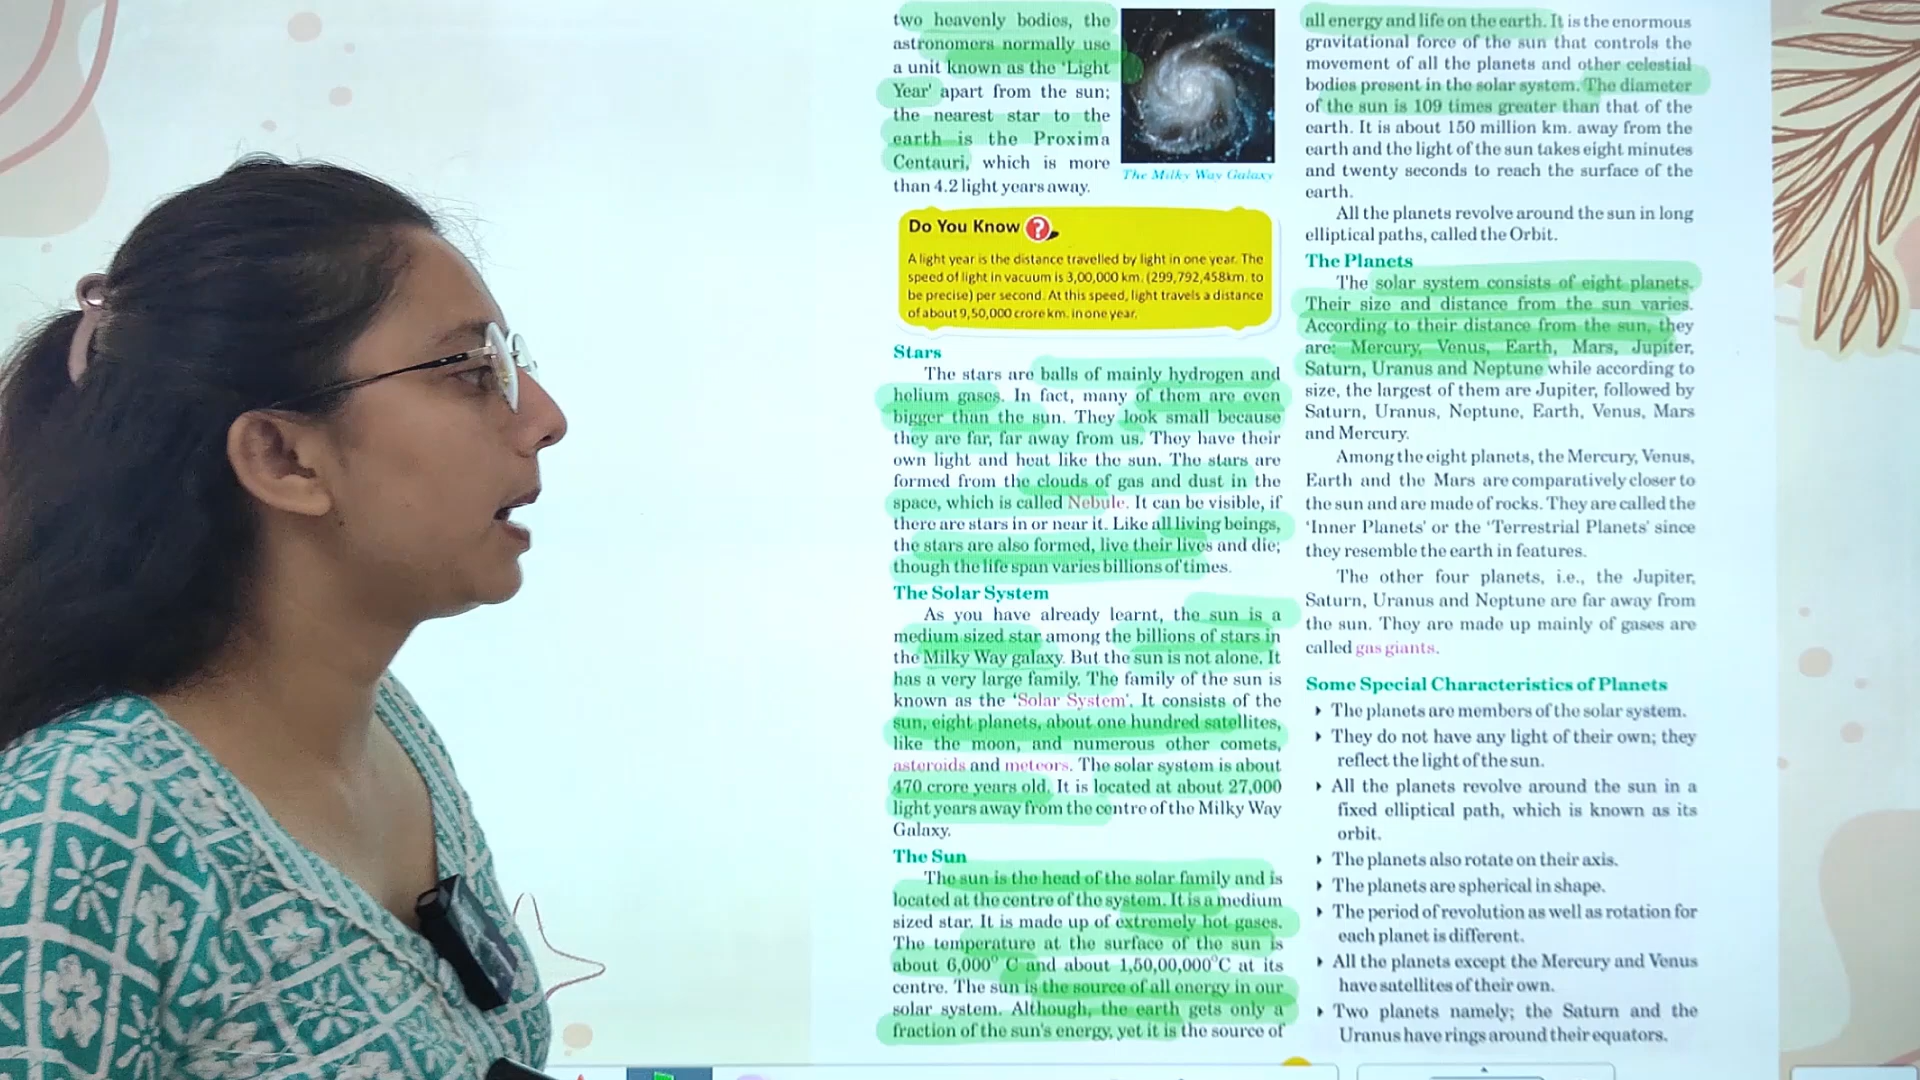 two heavenly bodies, the
astronomers normally use
a unit known as the 'Light
Year' apart from the sun;
the nearest star to the
earth is the Proxima
Centauri, which is more
than 4.2 light years away.
The Milky Way Galaxy
Do You Know ?
A light year is the distance travelled by light in one year. The
speed of light in vacuum is 3,00,000 km. (299,792,458km. to
be precise) per second. At this speed, light travels a distance
of about 9,50,000 crore km. in one year.
Stars
The stars are balls of mainly hydrogen and
helium gases. In fact, many of them are even
bigger than the sun. They look small because
they are far, far away from us. They have their
own light and heat like the sun. The stars are
formed from the clouds of gas and dust in the
space, which is called Nebule. It can be visible, if
there are stars in or near it. Like all living beings,
the stars are also formed, live their lives and die;
though the life span varies billions of times.
The Solar System
As you have already learnt, the sun is a
medium sized star among the billions of stars in
the Milky Way galaxy. But the sun is not alone. It
has a very large family. The family of the sun is
known as the 'Solar System'. It consists of the
sun, eight planets, about one hundred satellites,
like the moon, and numerous other comets,
asteroids and meteors. The solar system is about
470 crore years old. It is located at about 27,000
light years away from the centre of the Milky Way
Galaxy.
The Sun
The sun is the head of the solar family and is
located at the centre of the system. It is a medium
sized star. It is made up of extremely hot gases.
The temperature at the surface of the sun is
about 6,000° C and about 1,50,00,000°C at its
centre. The sun is the source of all energy in our
solar system. Although, the earth gets only a
fraction of the sun's energy, yet it is the source of
all energy and life on the earth. It is the enormous
gravitational force of the sun that controls the
movement of all the planets and other celestial
bodies present in the solar system. The diameter
of the sun is 109 times greater than that of the
earth. It is about 150 million km. away from the
earth and the light of the sun takes eight minutes
and twenty seconds to reach the surface of the
earth.
All the planets revolve around the sun in long
elliptical paths, called the Orbit.
The Planets
The solar system consists of eight planets.
Their size and distance from the sun varies.
According to their distance from the sun, they
are: Mercury, Venus, Earth, Mars, Jupiter,
Saturn, Uranus and Neptune while according to
size, the largest of them are Jupiter, followed by
Saturn, Uranus, Neptune, Earth, Venus, Mars
and Mercury.
Among the eight planets, the Mercury, Venus,
Earth and the Mars are comparatively closer to
the sun and are made of rocks. They are called the
'Inner Planets' or the 'Terrestrial Planets' since
they resemble the earth in features.
The other four planets, i.e., the Jupiter,
Saturn, Uranus and Neptune are far away from
the sun. They are made up mainly of gases are
called gas giants.
Some Special Characteristics of Planets
The planets are members of the solar system.
They do not have any light of their own; they
reflect the light of the sun.
All the planets revolve around the sun in a
fixed elliptical path, which is known as its
orbit.
The planets also rotate on their axis.
The planets are spherical in shape.
The period of revolution as well as rotation for
each planet is different.
All the planets except the Mercury and Venus
have satellites of their own.
Two planets namely; the Saturn and the
Uranus have rings around their equators.